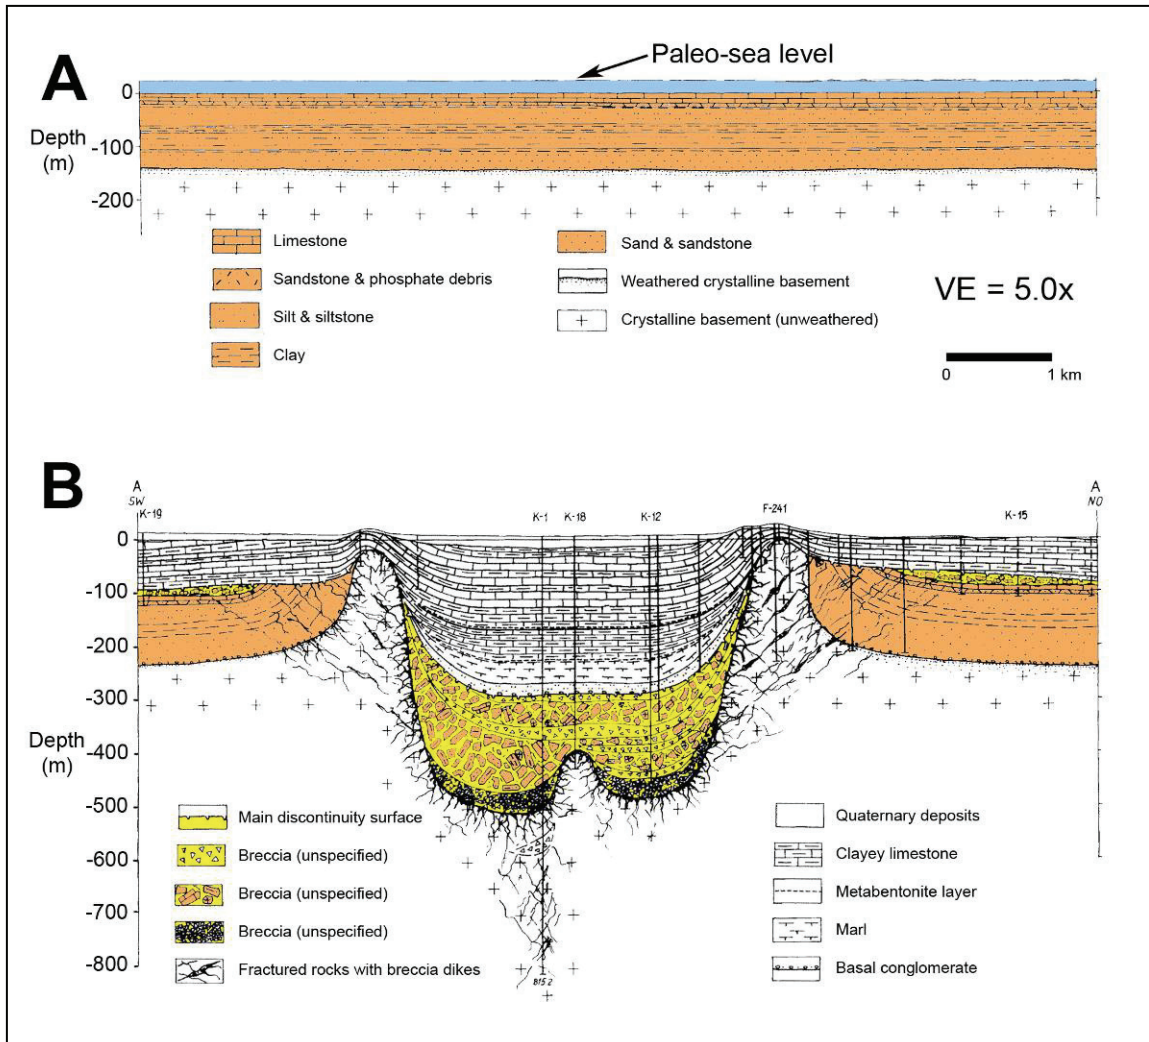 A
Paleo-sea level
Depth
(m)
0
-100
-200
Limestone
Sandstone & phosphate debris
Silt & siltstone
Clay
Sand & sandstone
Weathered crystalline basement
Crystalline basement (unweathered)
VE = 5.0x
0 1 km
B
A
SW
K-19
K-1
K-18
K-12
F-241
K-15
A
NO
Depth
(m)
0
-100
-200
-300
-400
-500
-600
-700
-800
Main discontinuity surface
Breccia (unspecified)
Breccia (unspecified)
Breccia (unspecified)
Fractured rocks with breccia dikes
Quaternary deposits
Clayey limestone
Metabentonite layer
Marl
Basal conglomerate